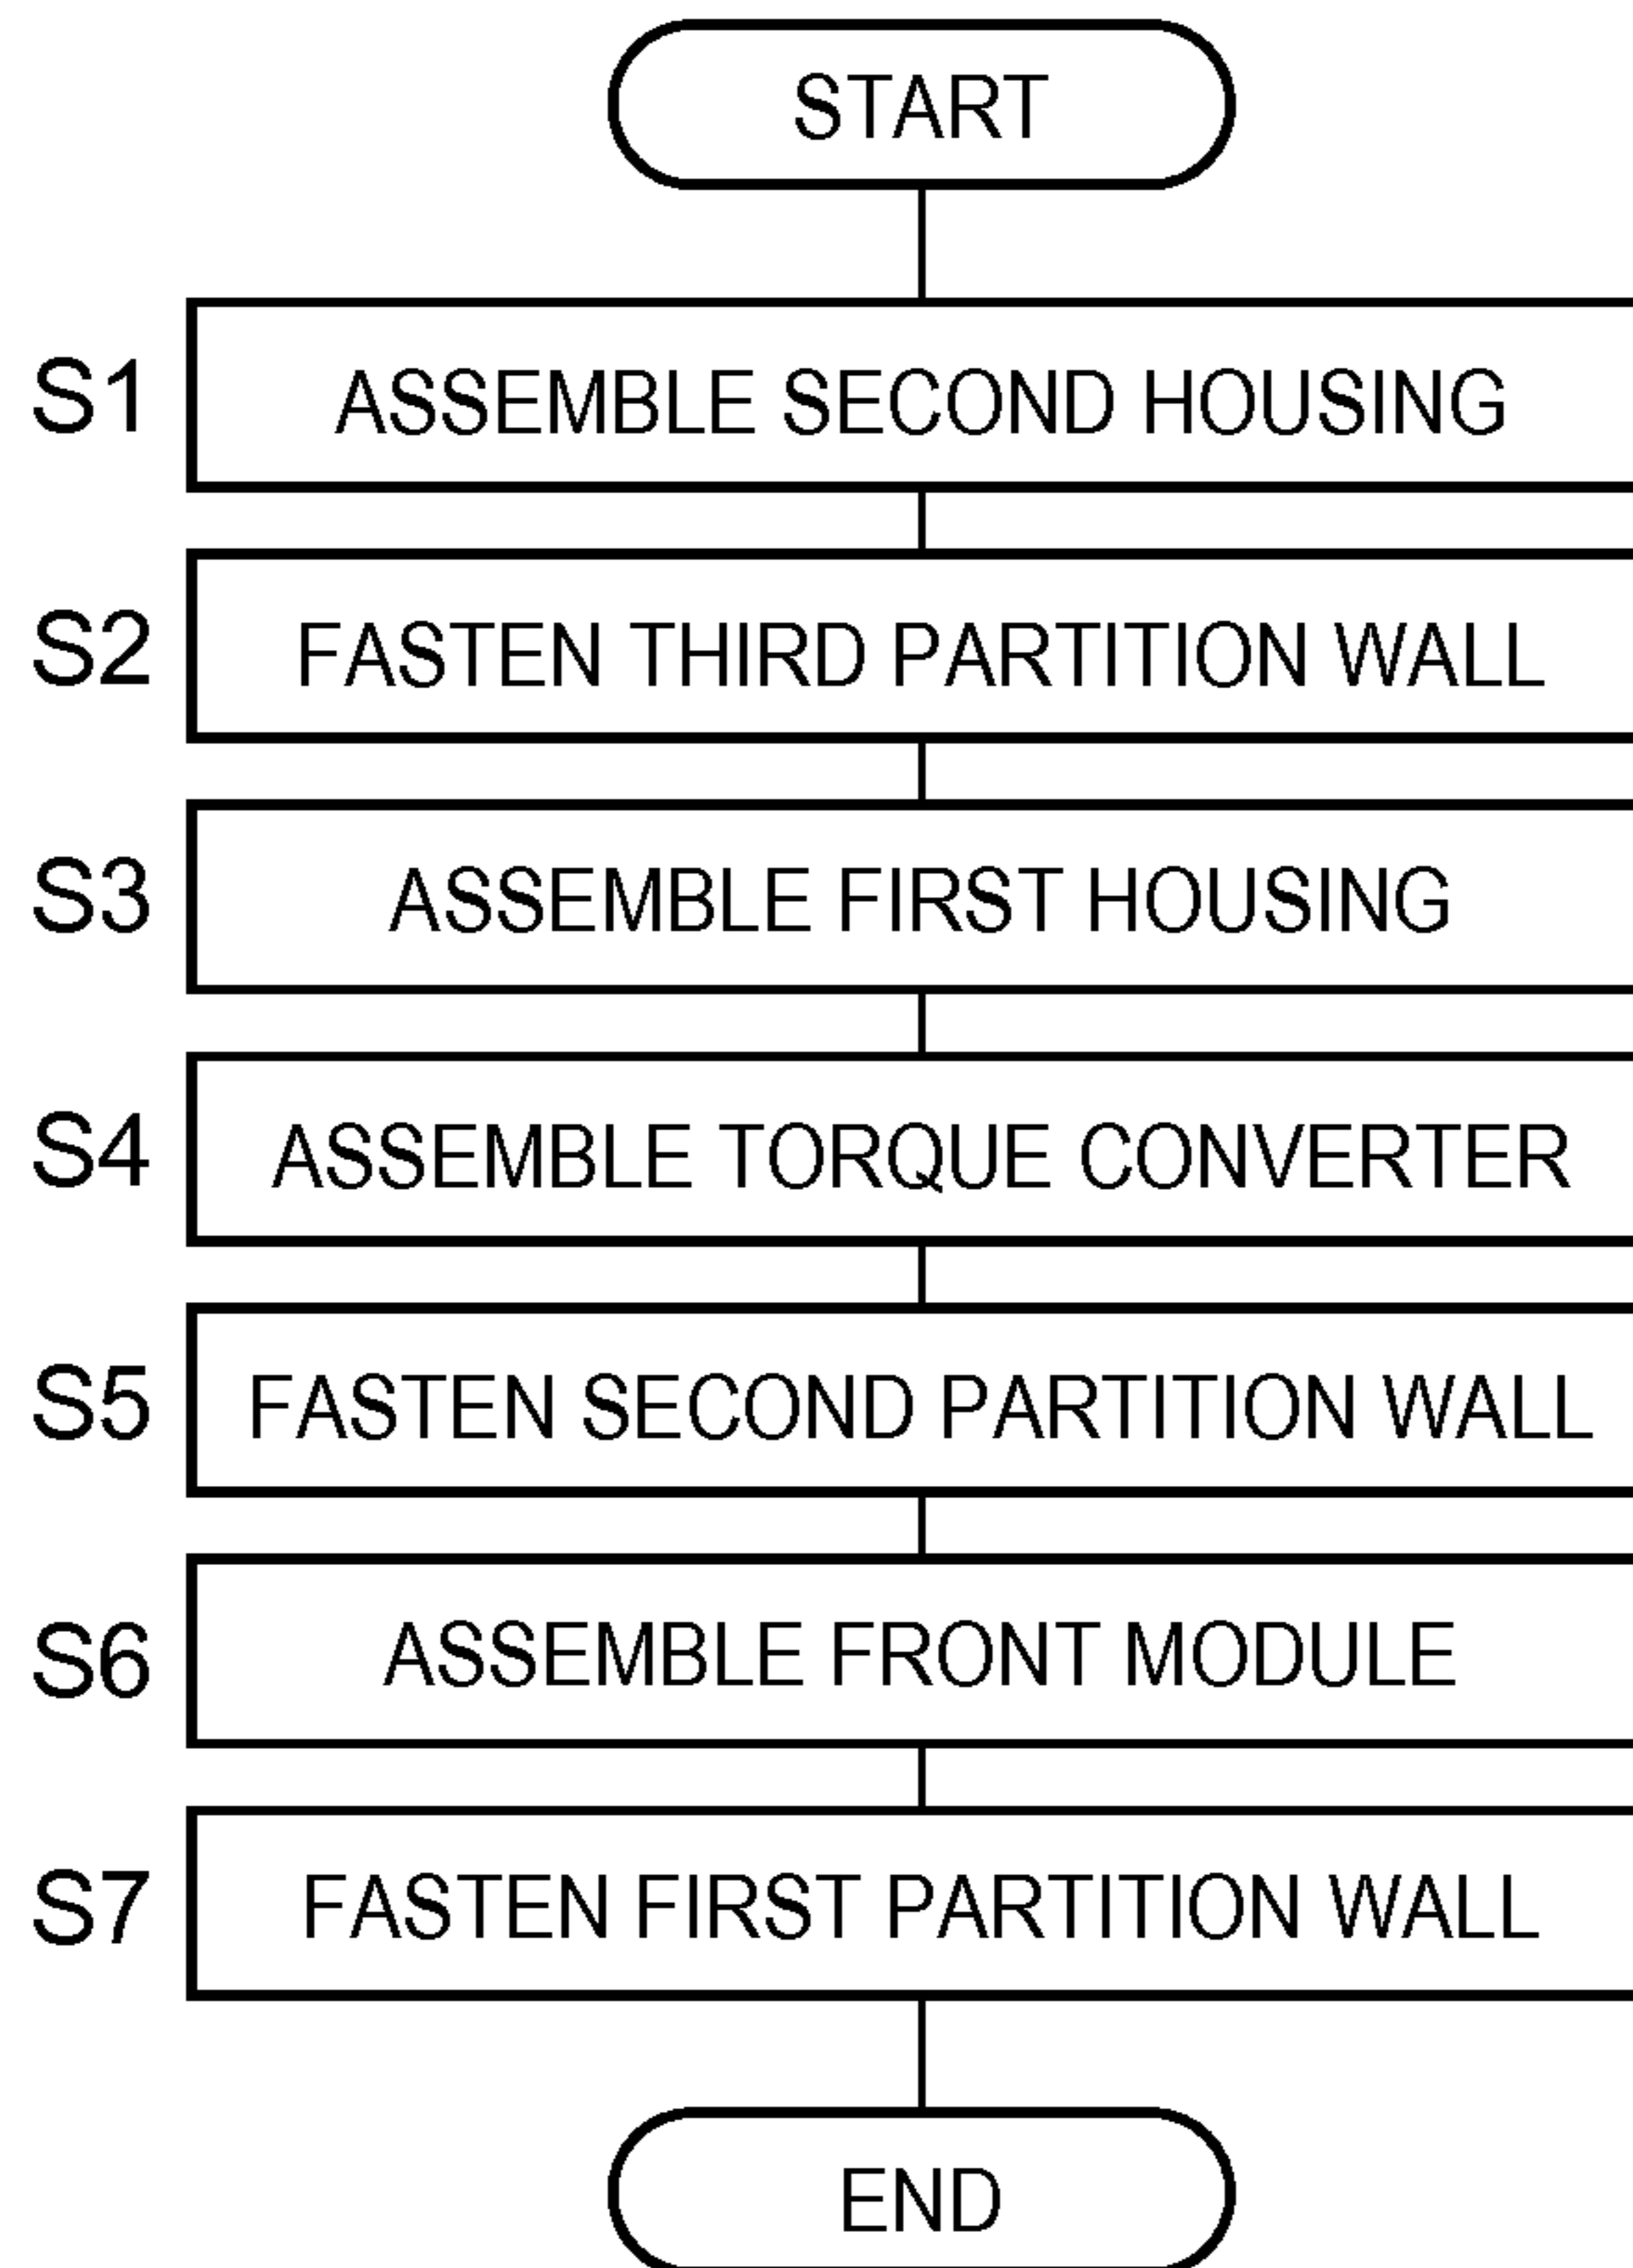 START
S1 ASSEMBLE SECOND HOUSING
S2 FASTEN THIRD PARTITION WALL
S3 ASSEMBLE FIRST HOUSING
S4 ASSEMBLE TORQUE CONVERTER
S5 FASTEN SECOND PARTITION WALL
S6 ASSEMBLE FRONT MODULE
S7 FASTEN FIRST PARTITION WALL
END